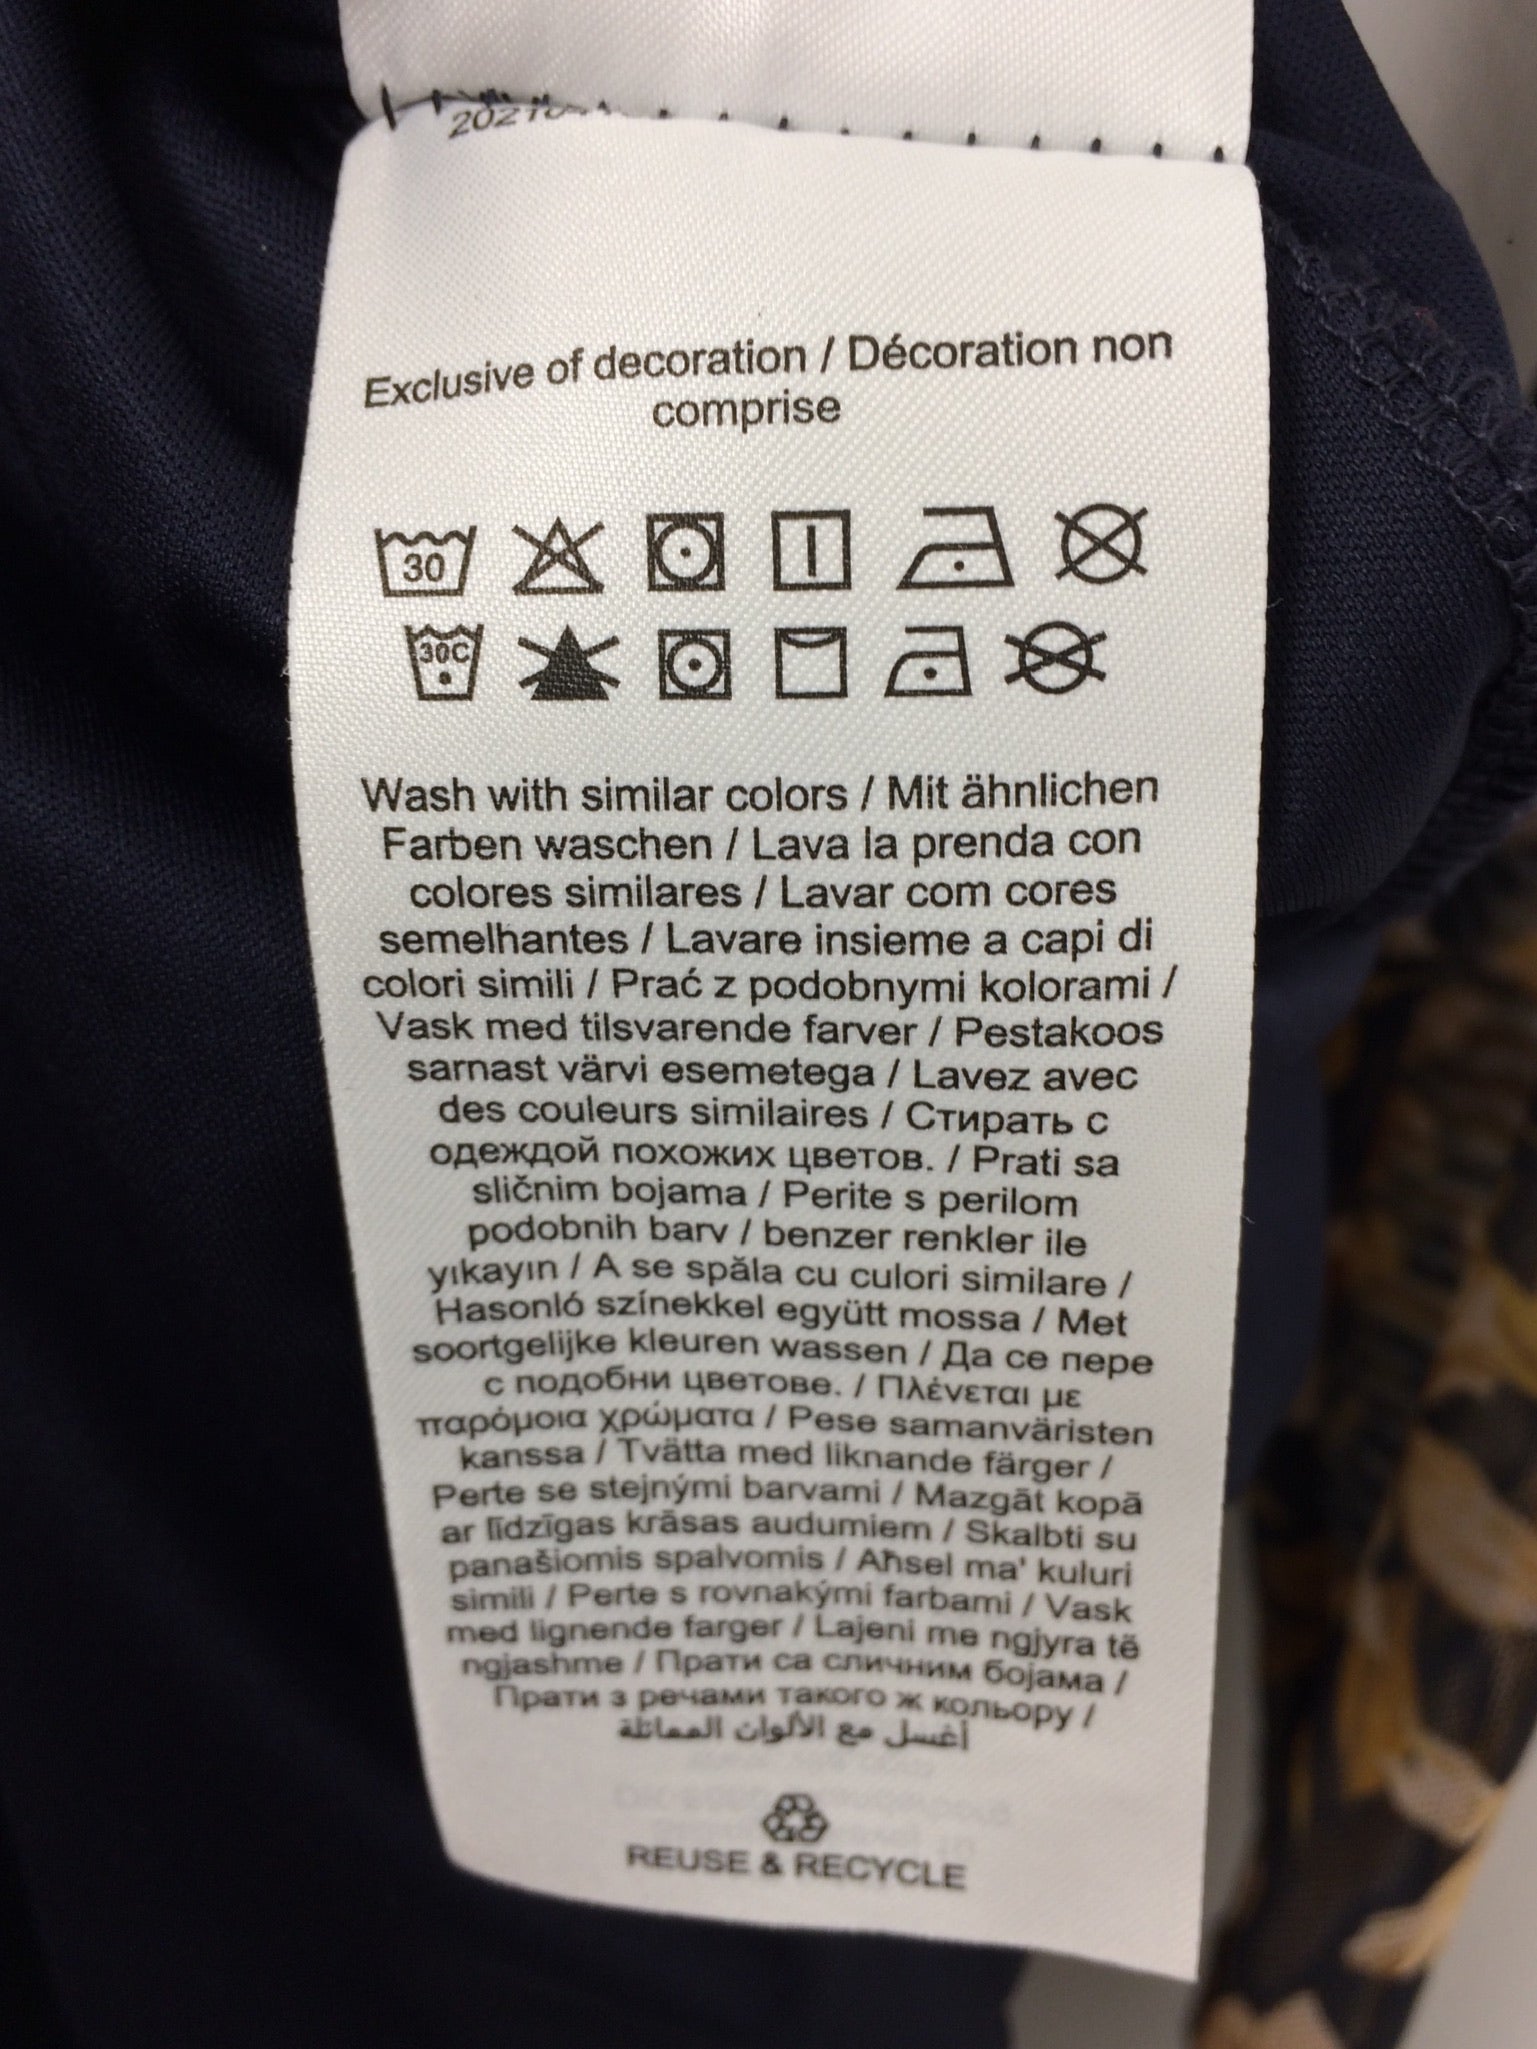 Exclusive of decoration / Décoration non
comprise
30
30C
Wash with similar colors / Mit ähnlichen
Farben waschen / Lava la prenda con
colores similares / Lavar com cores
semelhantes / Lavare insieme a capi di
colori simili / Prać z podobnymi kolorami /
Vask med tilsvarende farver / Pestakoos
sarnast värvi esemetega / Lavez avec
des couleurs similaires / Стирать с
одеждой похожих цветов. / Prati sa
sličnim bojama / Perite s perilom
podobnih barv / benzer renkler ile
yıkayın / A se spăla cu culori similare /
Hasonló színekkel együtt mossa / Met
soortgelijke kleuren wassen / Да се пере
с подобни цветове. / Πλένεται με
παρόμοια χρώματα / Pese samanväristen
kanssa / Tvätta med liknande färger /
Perte se stejnými barvami / Mazgāt kopā
ar līdzīgas krāsas audumiem / Skalbti su
panašiomis spalvomis / Aħsel ma' kuluri
simili / Perte s rovnakými farbami / Vask
med lignende farger / Lajeni me ngjyra të
ngjashme / Прати са сличним бојама /
Прати з речами такого ж кольору /
أغسل مع الألوان المماثلة
REUSE & RECYCLE